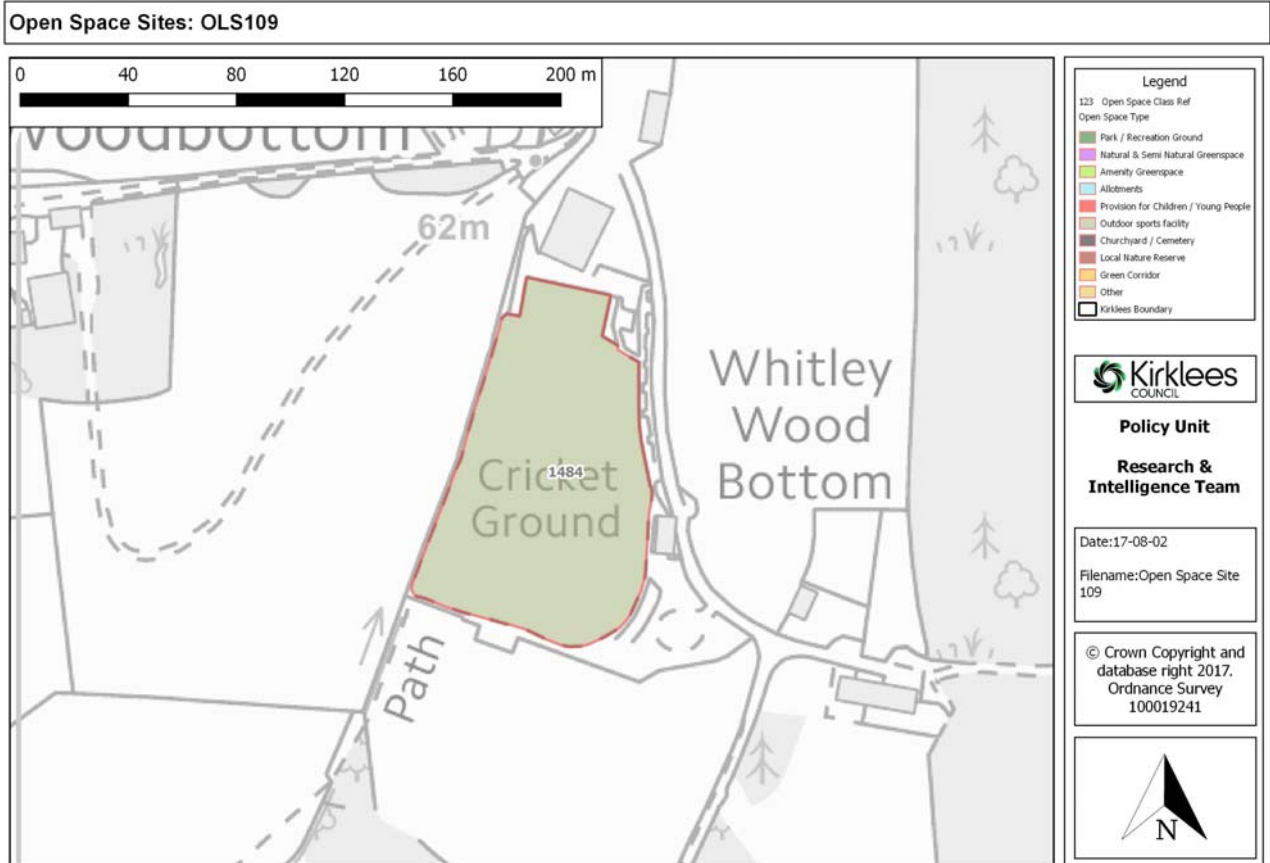 Open Space Sites: OLS109
0 40 80 120 160 200 m
Woodbottom
62m
Cricket
Ground
1484
Whitley
Wood
Bottom
Path
Legend
123 Open Space Class Ref
Open Space Type
Park / Recreation Ground
Natural & Semi Natural Greenspace
Amenity Greenspace
Allotments
Provision for Children / Young People
Outdoor sports facility
Churchyard / Cemetery
Local Nature Reserve
Green Corridor
Other
Kirklees Boundary
Kirklees
COUNCIL
Policy Unit
Research &
Intelligence Team
Date:17-08-02
Filename:Open Space Site
109
© Crown Copyright and
database right 2017.
Ordnance Survey
100019241
N